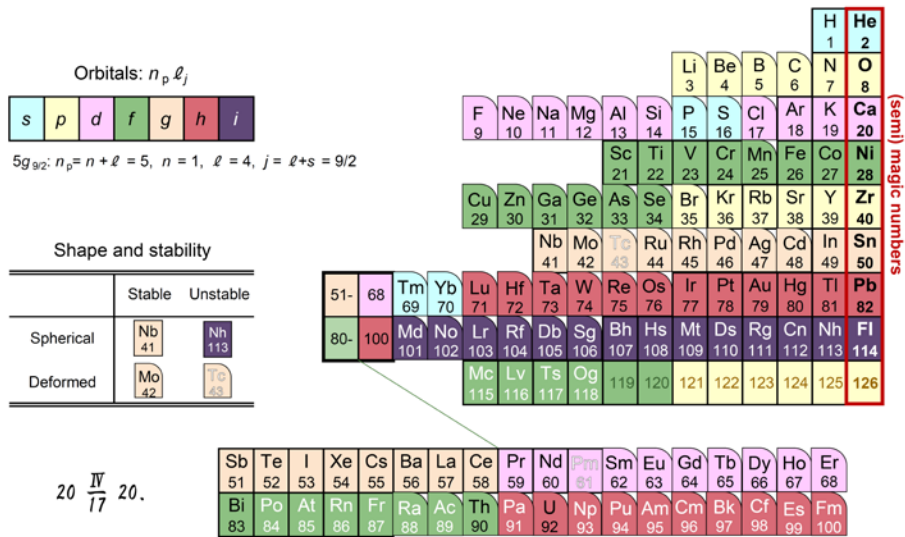 H He
1 2
Orbitals: nₚ ℓⱼ
Li Be B C N O
3 4 5 6 7 8
s p d f g h i
F Ne Na Mg Al Si P S Cl Ar K Ca
9 10 11 12 13 14 15 16 17 18 19 20
5g₉/₂: nₚ= n + ℓ = 5, n = 1, ℓ = 4, j = ℓ+s = 9/2
Sc Ti V Cr Mn Fe Co Ni
21 22 23 24 25 26 27 28
(semi) magic numbers
Cu Zn Ga Ge As Se Br Kr Rb Sr Y Zr
29 30 31 32 33 34 35 36 37 38 39 40
Nb Mo Tc Ru Rh Pd Ag Cd In Sn
41 42 43 44 45 46 47 48 49 50
51- 68 Tm Yb Lu Hf Ta W Re Os Ir Pt Au Hg Tl Pb
69 70 71 72 73 74 75 76 77 78 79 80 81 82
80- 100 Md No Lr Rf Db Sg Bh Hs Mt Ds Rg Cn Nh Fl
101 102 103 104 105 106 107 108 109 110 111 112 113 114
Mc Lv Ts Og 119 120 121 122 123 124 125 126
115 116 117 118
Shape and stability
Stable Unstable
Spherical Nb Nh
41 113
Deformed Mo Tc
42 43
Sb Te I Xe Cs Ba La Ce Pr Nd Pm Sm Eu Gd Tb Dy Ho Er
51 52 53 54 55 56 57 58 59 60 61 62 63 64 65 66 67 68
Bi Po At Rn Fr Ra Ac Th Pa U Np Pu Am Cm Bk Cf Es Fm
83 84 85 86 87 88 89 90 91 92 93 94 95 96 97 98 99 100
20 IV/17 20.